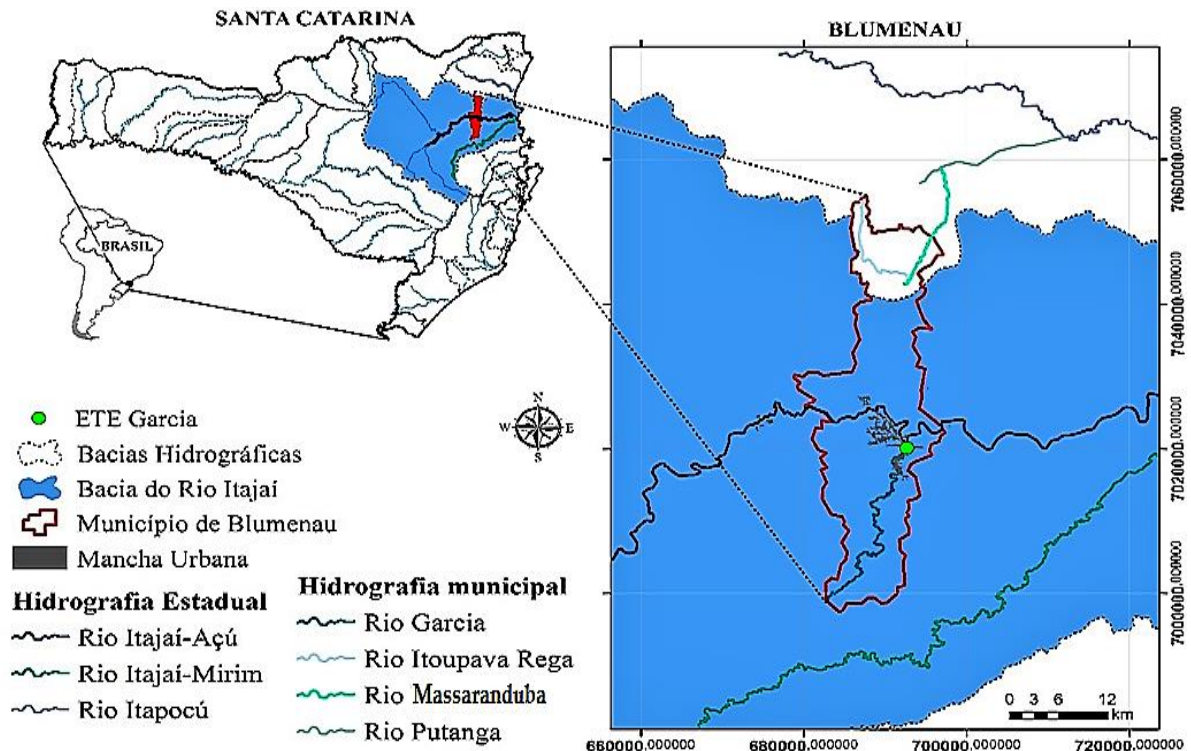 SANTA CATARINA
BRASIL
N
W
E
S
ETE Garcia
Bacias Hidrográficas
Bacia do Rio Itajaí
Município de Blumenau
Mancha Urbana
Hidrografia Estadual
Rio Itajaí-Açú
Rio Itajaí-Mirim
Rio Itapocú
Hidrografia municipal
Rio Garcia
Rio Itoupava Rega
Rio Massaranduba
Rio Putanga
BLUMENAU
7060000,000000
7040000,000000
7020000,000000
7000000,000000
0 3 6 12
km
660000,000000
680000,000000
700000,000000
720000,000000